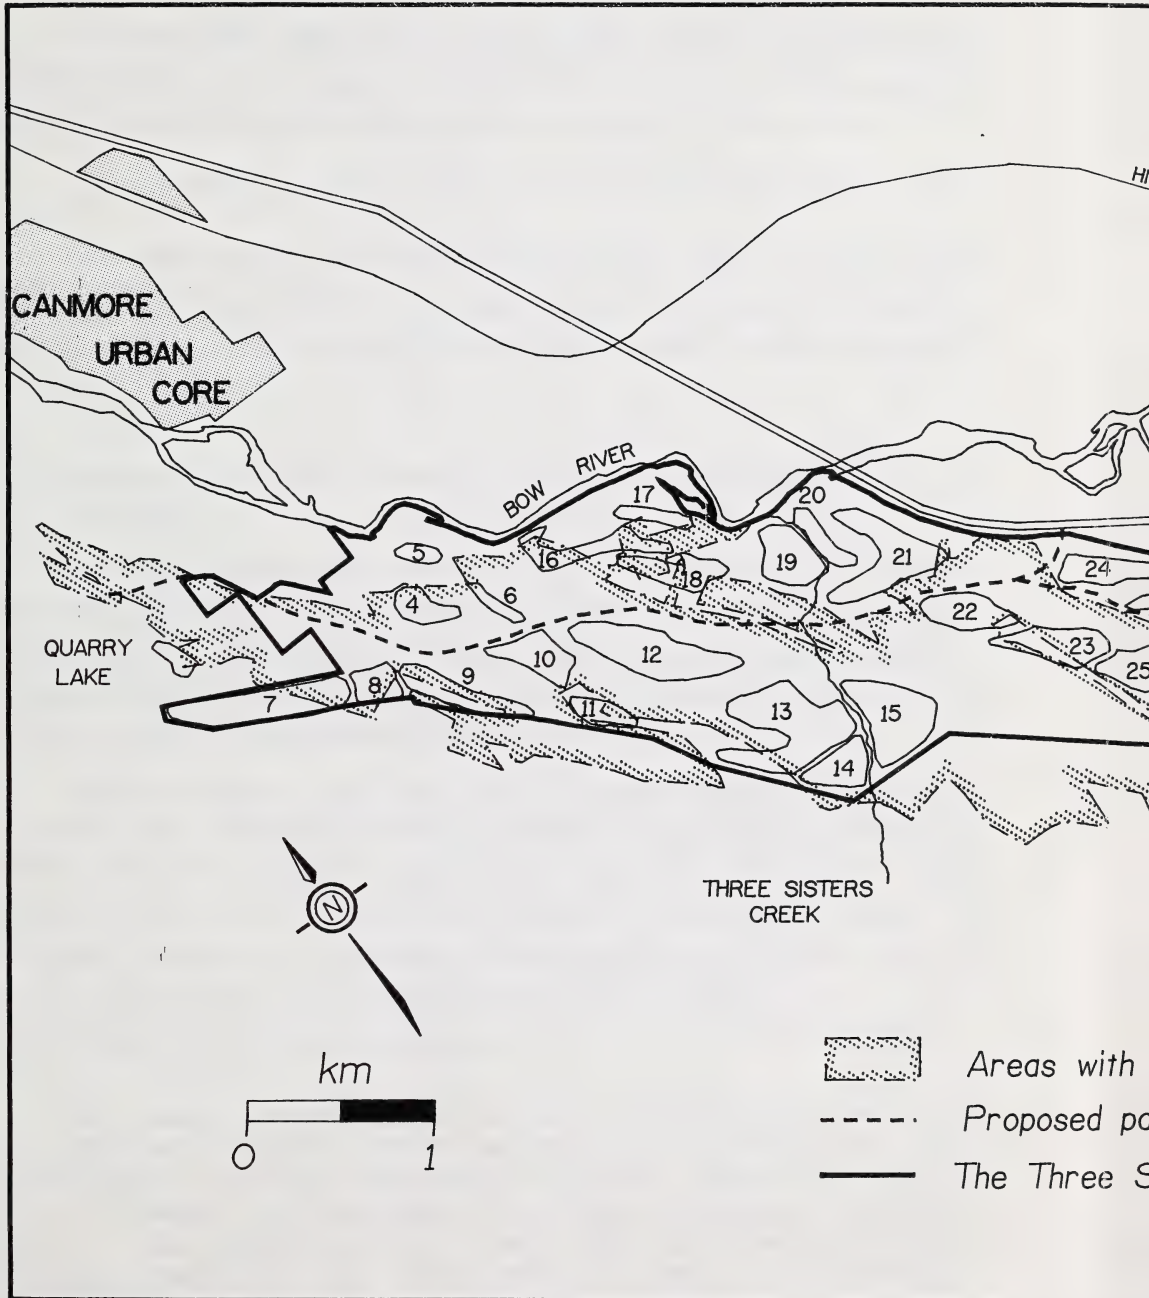 HI
CANMORE
URBAN
CORE
BOW RIVER
17
20
5
16
19
21
24
18
4
6
22
QUARRY
LAKE
10
12
23
9
8
25
7
11
13
15
14
THREE SISTERS
CREEK
N
km
0 1
Areas with
Proposed pa
The Three S